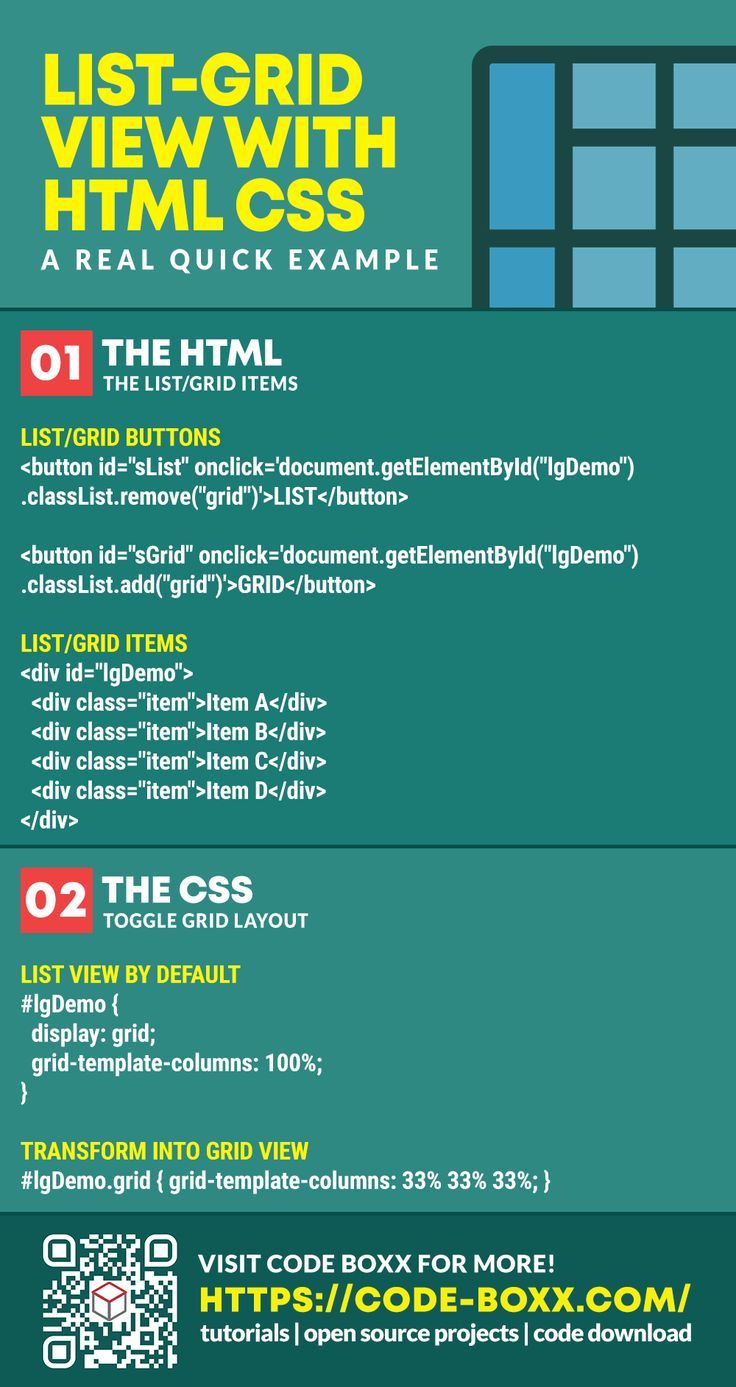 LIST-GRID
VIEW WITH
HTML CSS
A REAL QUICK EXAMPLE
01 THE HTML
THE LIST/GRID ITEMS
LIST/GRID BUTTONS
<button id="sList" onclick='document.getElementById("lgDemo")
.classList.remove("grid")'>LIST</button>
<button id="sGrid" onclick='document.getElementById("lgDemo")
.classList.add("grid")'>GRID</button>
LIST/GRID ITEMS
<div id="lgDemo">
  <div class="item">Item A</div>
  <div class="item">Item B</div>
  <div class="item">Item C</div>
  <div class="item">Item D</div>
</div>
02 THE CSS
TOGGLE GRID LAYOUT
LIST VIEW BY DEFAULT
#lgDemo {
  display: grid;
  grid-template-columns: 100%;
}
TRANSFORM INTO GRID VIEW
#lgDemo.grid { grid-template-columns: 33% 33% 33%; }
VISIT CODE BOXX FOR MORE!
HTTPS://CODE-BOXX.COM/
tutorials | open source projects | code download